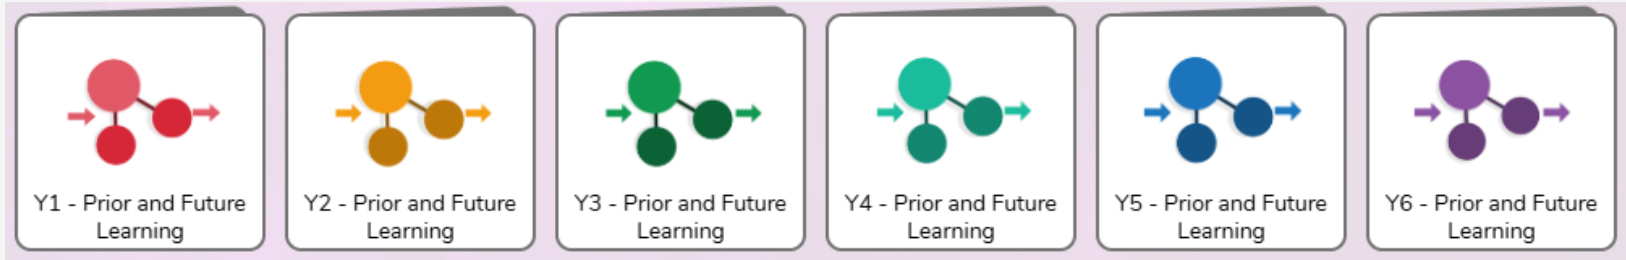 Y1 - Prior and Future
Learning
Y2 - Prior and Future
Learning
Y3 - Prior and Future
Learning
Y4 - Prior and Future
Learning
Y5 - Prior and Future
Learning
Y6 - Prior and Future
Learning